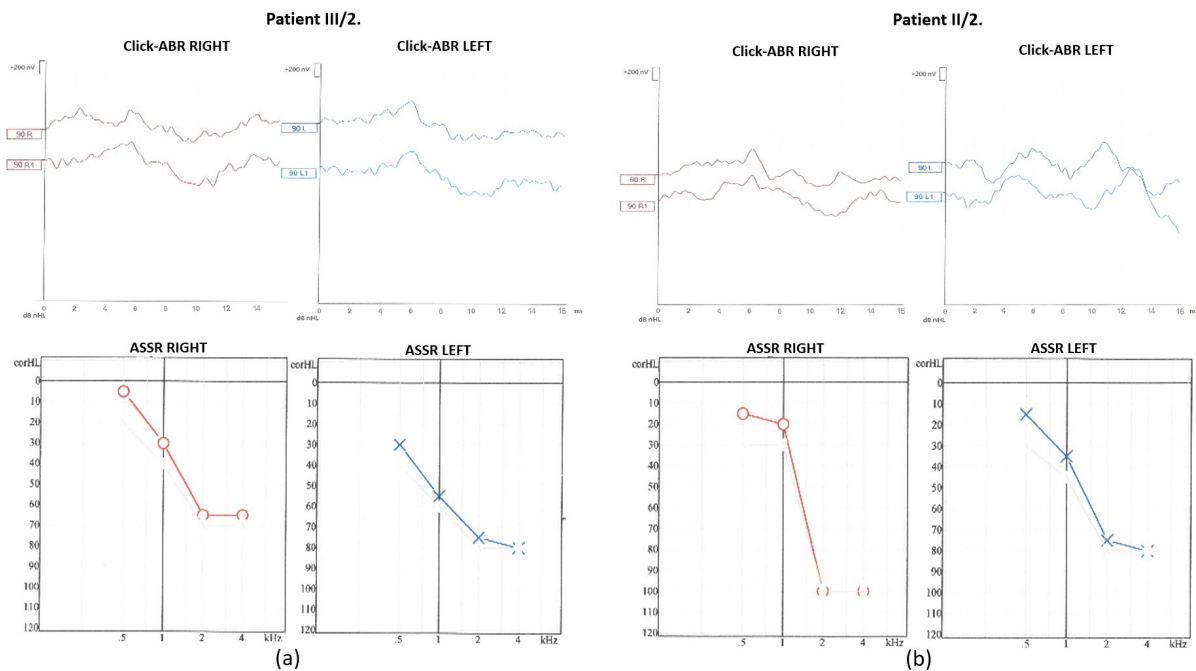 Patient III/2.
Click-ABR RIGHT
Click-ABR LEFT
200 nV
200 nV
90 R
90 R1
90 L
90 L1
0 2 4 6 8 10 12 14
0 2 4 6 8 10 12 14 15 ms
dB nHL
dB nHL
ASSR RIGHT
ASSR LEFT
corHL
0
10
20
30
40
50
60
70
80
90
100
110
120
.5 1 2 4 kHz
corHL
0
10
20
30
40
50
60
70
80
90
100
110
120
.5 1 2 4 kHz
(a)
Patient II/2.
Click-ABR RIGHT
Click-ABR LEFT
200 nV
200 nV
90 R
90 R1
90 L
90 L1
0 2 4 6 8 10 12 14
0 2 4 6 8 10 12 14 15 ms
dB nHL
dB nHL
ASSR RIGHT
ASSR LEFT
corHL
0
10
20
30
40
50
60
70
80
90
100
110
120
.5 1 2 4 kHz
corHL
0
10
20
30
40
50
60
70
80
90
100
110
120
.5 1 2 4 kHz
(b)